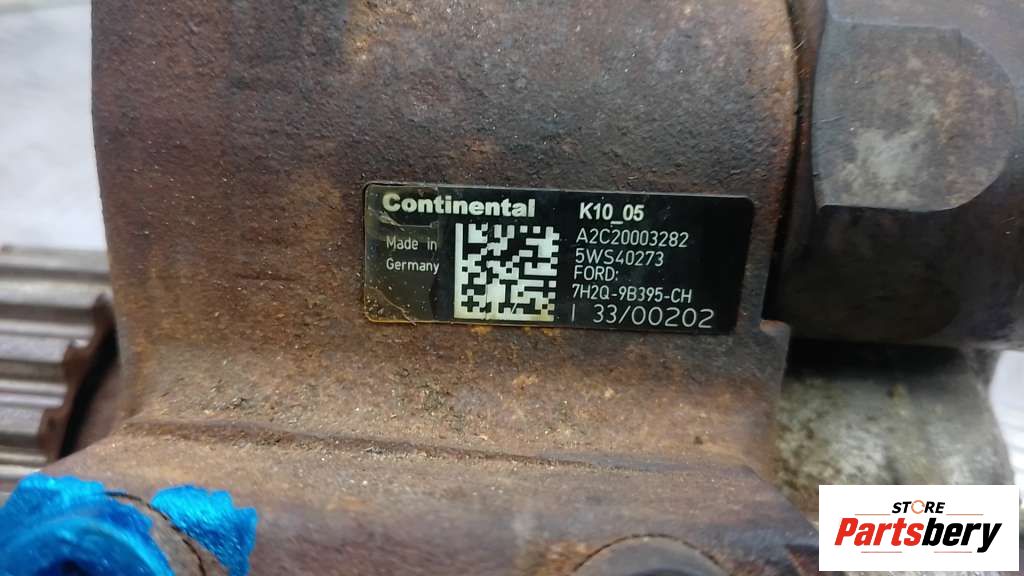 Continental
Made in
Germany
K10_05
A2C20003282
5WS40273
FORD:
7H2Q-9B395-CH
| 33/00202
STORE
Partsbery